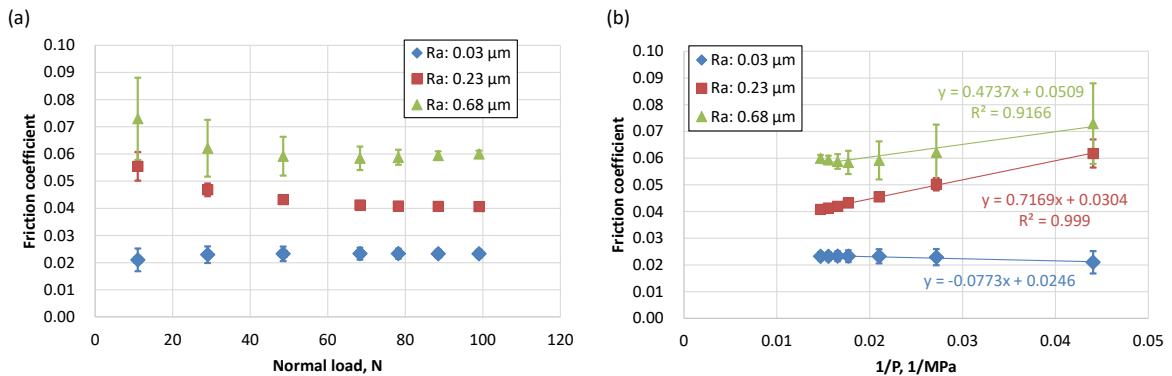 (a)
0.10
0.09
0.08
0.07
0.06
0.05
0.04
0.03
0.02
0.01
0.00
Friction coefficient
0 20 40 60 80 100 120
Normal load, N
Ra: 0.03 µm
Ra: 0.23 µm
Ra: 0.68 µm
(b)
0.10
0.09
0.08
0.07
0.06
0.05
0.04
0.03
0.02
0.01
0.00
Friction coefficient
0 0.01 0.02 0.03 0.04 0.05
1/P, 1/MPa
Ra: 0.03 µm
Ra: 0.23 µm
Ra: 0.68 µm
y = 0.4737x + 0.0509
R² = 0.9166
y = 0.7169x + 0.0304
R² = 0.999
y = -0.0773x + 0.0246